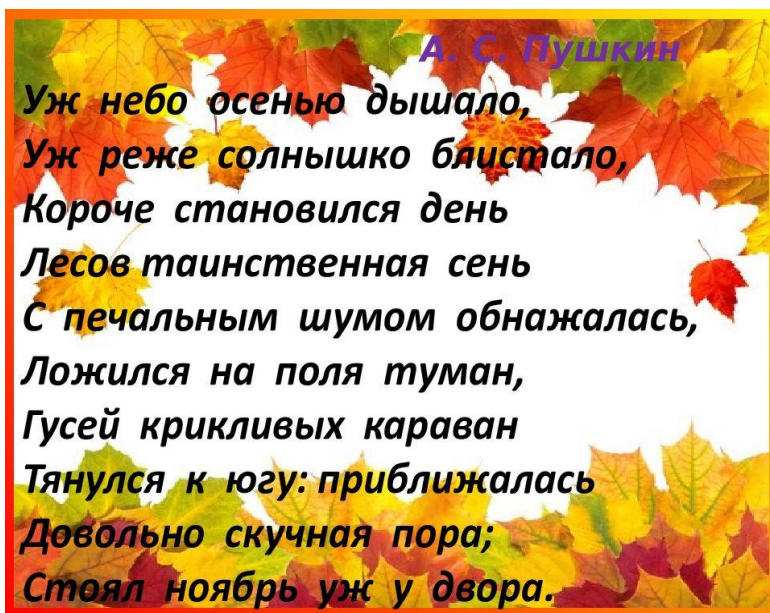 А. С. Пушкин
Уж небо осенью дышало,
Уж реже солнышко блистало,
Короче становился день
Лесов таинственная сень
С печальным шумом обнажалась,
Ложился на поля туман,
Гусей крикливых караван
Тянулся к югу: приближалась
Довольно скучная пора;
Стоял ноябрь уж у двора.